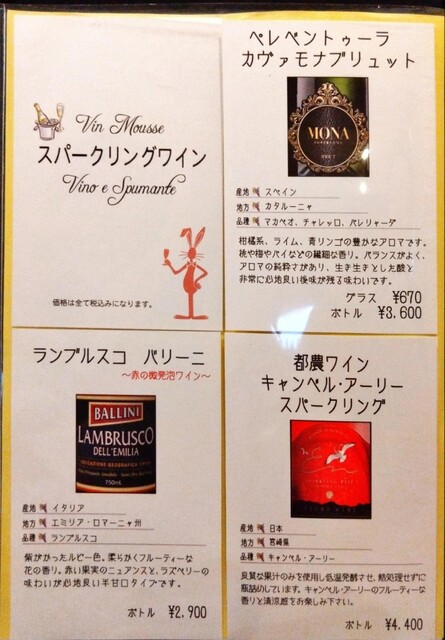 Vin Mousse
スパークリングワイン
Vino e Spumante
価格は全て税込みになります。
ペレベントゥーラ
カヴァモナブリュット
MONA
BRUT
産地 スペイン
地方 カタルーニャ
品種 マカベオ、チャレッロ、パレリャーダ
柑橘系、ライム、青リンゴの豊かなアロマです。
桃や梅やパイなどの繊細な香り。バランスがよく、
アロマの純粋さがあり、生き生きとした酸と
非常に心地良い後味が残る味わいです。
グラス ¥670
ボトル ¥3.600
ランブルスコ バリーニ
～赤の微発泡ワイン～
BALLINI
LAMBRUSCO
DELL'EMILIA
INDICAZIONE GEOGRAFICA TIPICA
750ml
産地 イタリア
地方 エミリア・ロマーニャ州
品種 ランブルスコ
紫がかったルビー色。柔らかくフルーティーな
花の香り。赤い果実のニュアンスと、ラズベリーの
味わいが心地良い半甘口タイプです。
ボトル ¥2.900
都農ワイン
キャンベル・アーリー
スパークリング
産地 日本
地方 宮崎県
品種 キャンベル・アーリー
良質な果汁のみを使用し低温発酵させ、熱処理せずに
瓶詰めしています。キャンベル・アーリーのフルーティーな
香りと清涼感をお楽しみ下さい。
ボトル ¥4.400